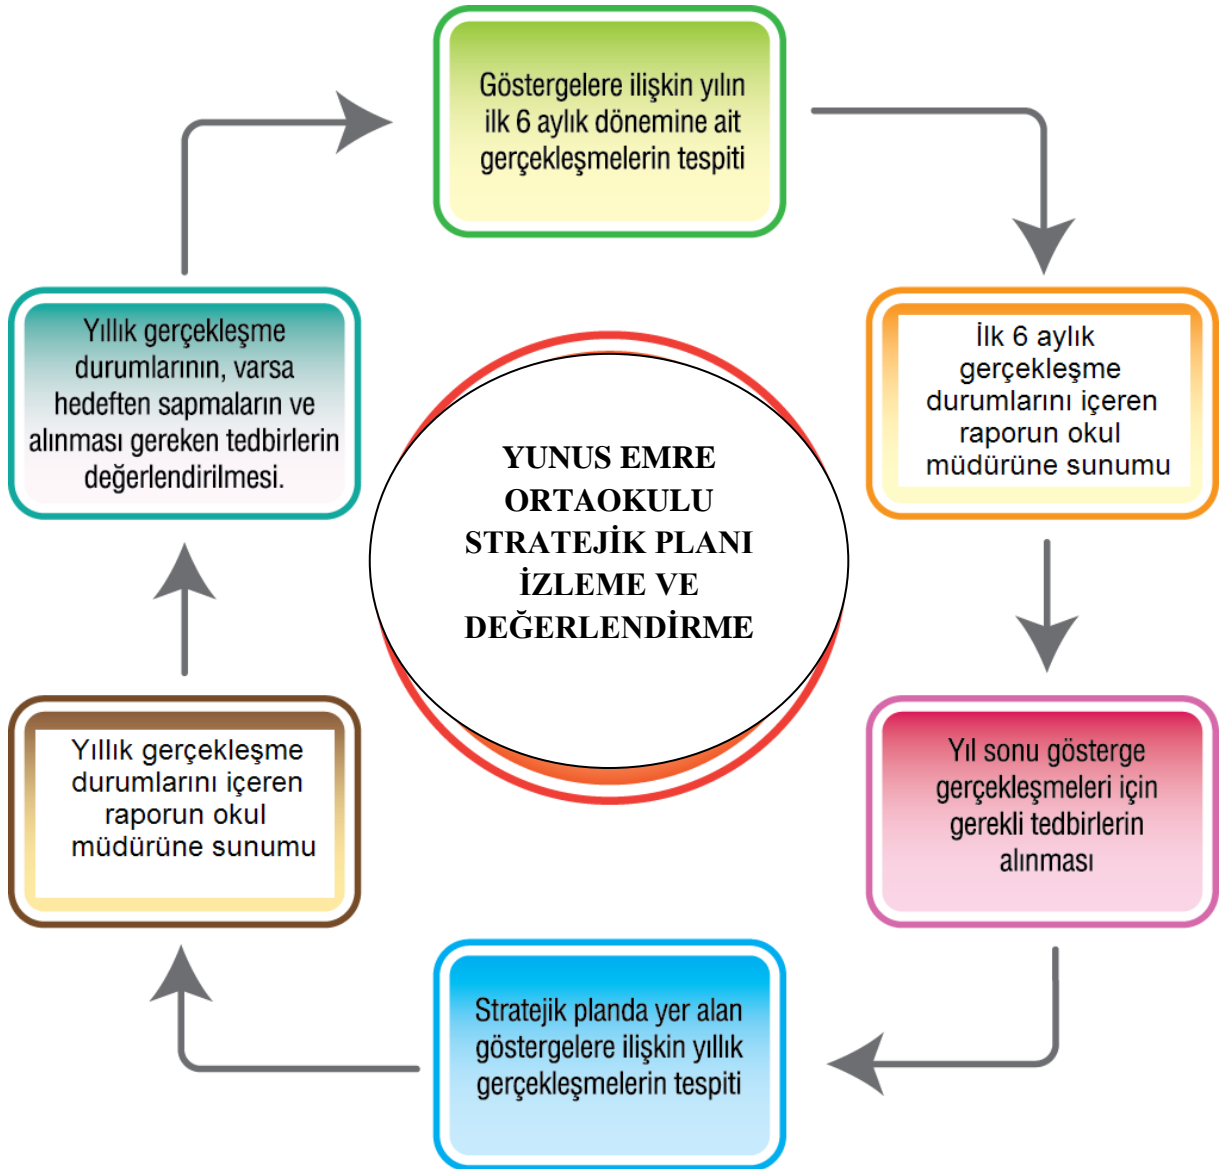 Göstergelere ilişkin yılın
ilk 6 aylık dönemine ait
gerçekleşmelerin tespiti
İlk 6 aylık
gerçekleşme
durumlarını içeren
raporun okul
müdürüne sunumu
Yıl sonu gösterge
gerçekleşmeleri için
gerekli tedbirlerin
alınması
Stratejik planda yer alan
göstergelere ilişkin yıllık
gerçekleşmelerin tespiti
Yıllık gerçekleşme
durumlarını içeren
raporun okul
müdürüne sunumu
Yıllık gerçekleşme
durumlarının, varsa
hedeften sapmaların ve
alınması gereken tedbirlerin
değerlendirilmesi.
YUNUS EMRE
ORTAOKULU
STRATEJİK PLANI
İZLEME VE
DEĞERLENDİRME